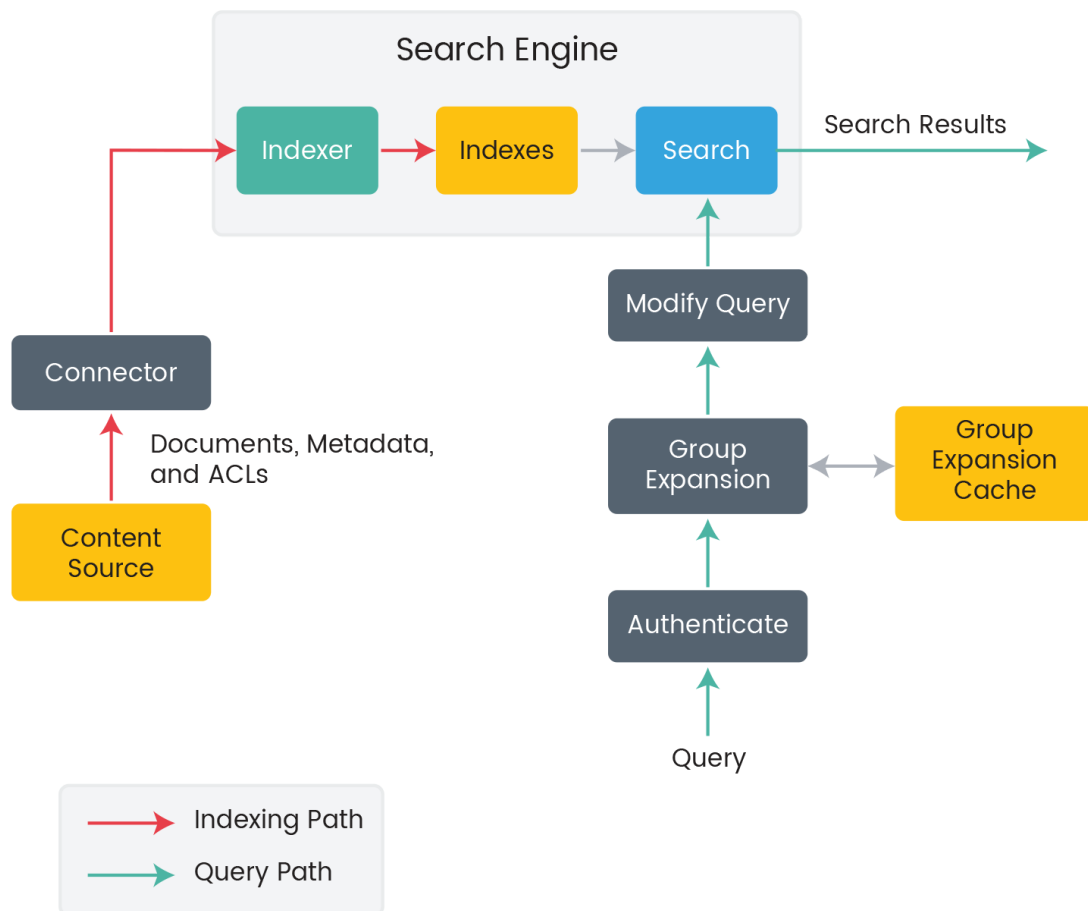 Search Engine
Indexer
Indexes
Search
Search Results
Modify Query
Connector
Documents, Metadata,
and ACLs
Group
Expansion
Group
Expansion
Cache
Content
Source
Authenticate
Query
Indexing Path
Query Path